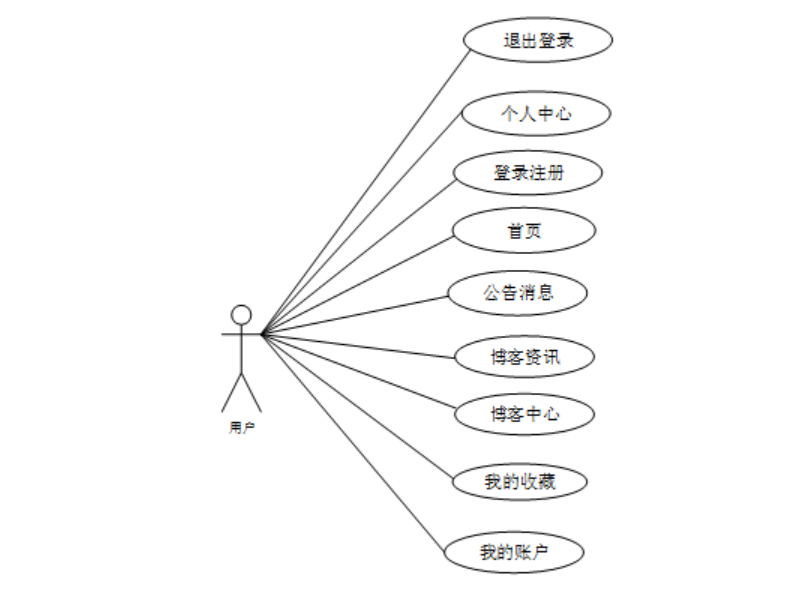 退出登录
个人中心
登录注册
首页
公告消息
博客资讯
博客中心
我的收藏
我的账户
用户